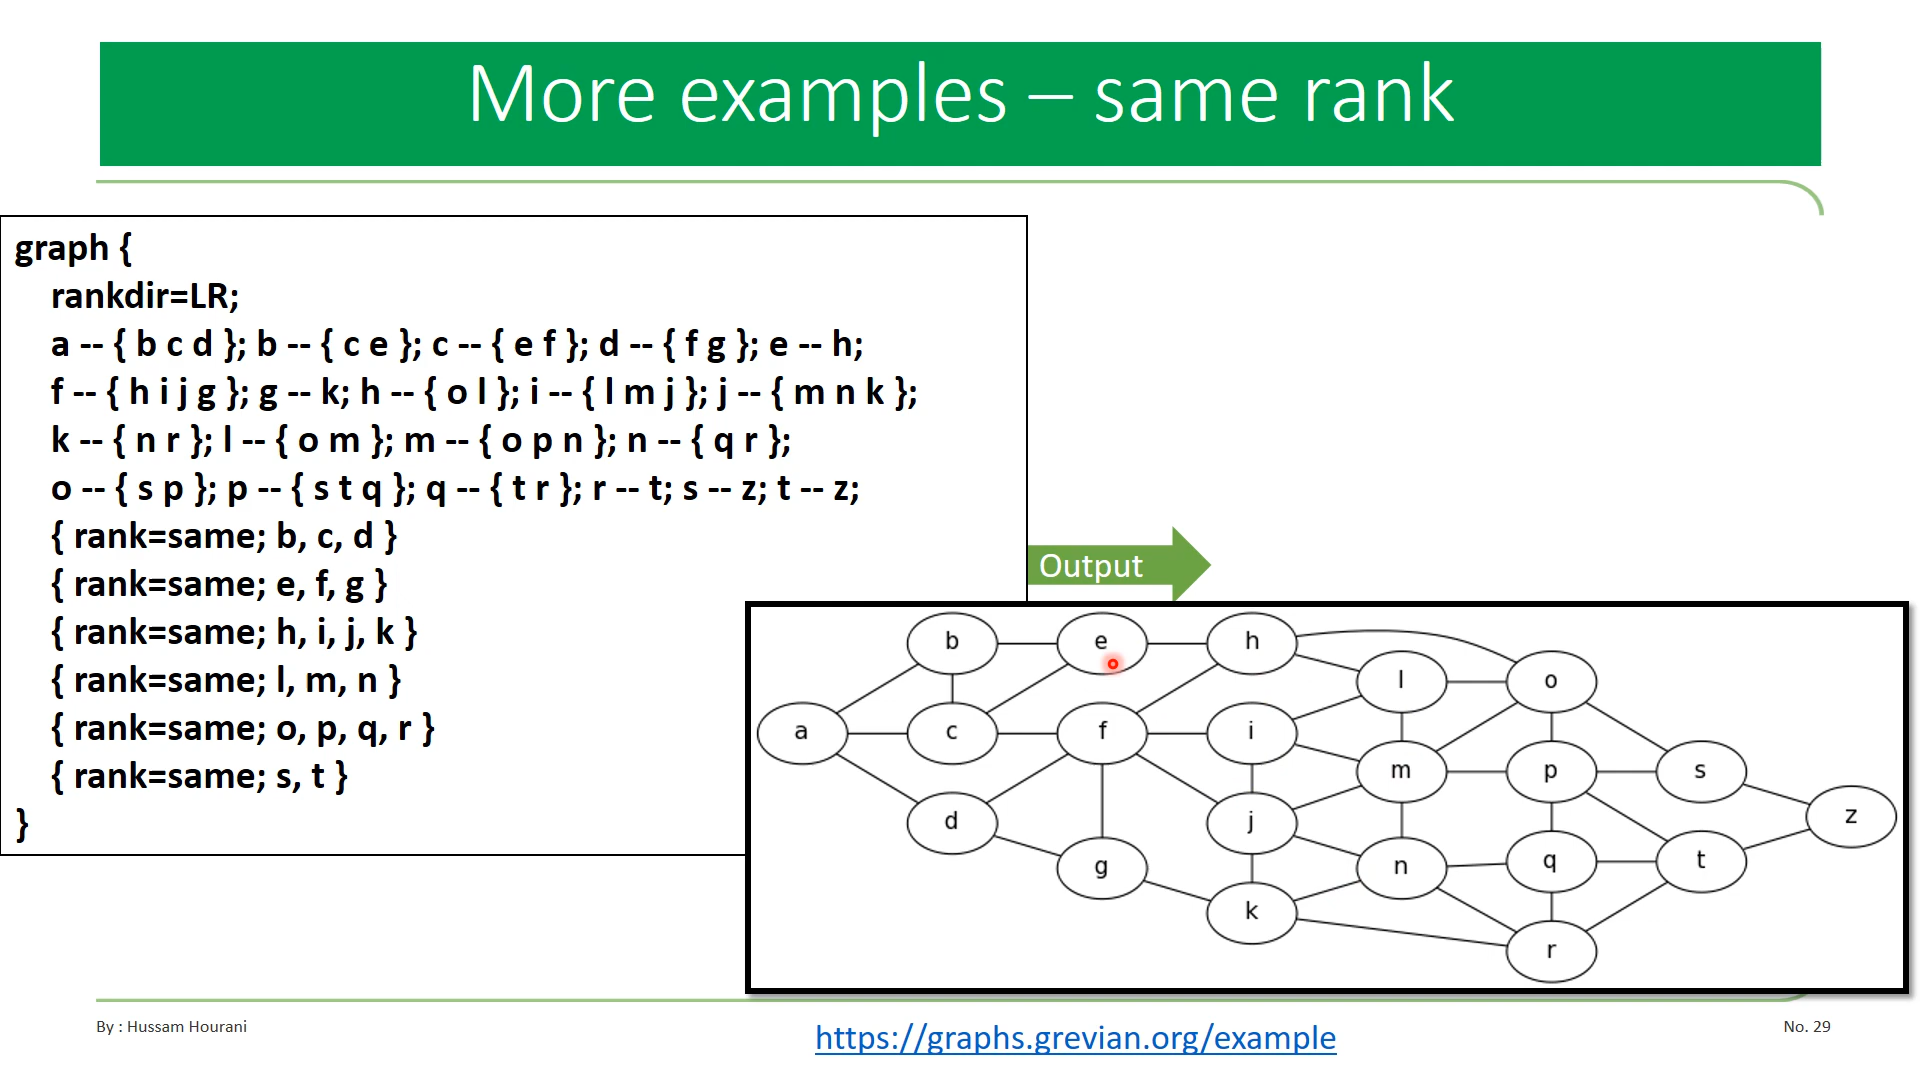 More examples – same rank
graph {
rankdir=LR;
a -- { b c d }; b -- { c e }; c -- { e f }; d -- { f g }; e -- h;
f -- { h i j g }; g -- k; h -- { o l }; i -- { l m j }; j -- { m n k };
k -- { n r }; l -- { o m }; m -- { o p n }; n -- { q r };
o -- { s p }; p -- { s t q }; q -- { t r }; r -- t; s -- z; t -- z;
{ rank=same; b, c, d }
{ rank=same; e, f, g }
{ rank=same; h, i, j, k }
{ rank=same; l, m, n }
{ rank=same; o, p, q, r }
{ rank=same; s, t }
}
Output
b e h
l o
a c f i
m p s
d j z
g n q t
k
r
By : Hussam Hourani
https://graphs.grevian.org/example
No. 29